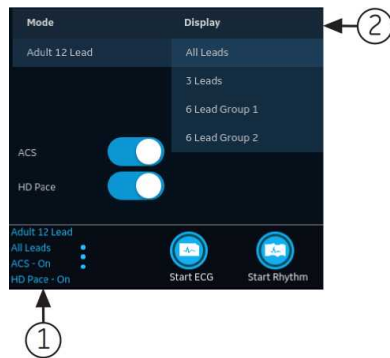 Mode Display
Adult 12 Lead All Leads
3 Leads
6 Lead Group 1
6 Lead Group 2
ACS
HD Pace
Adult 12 Lead
All Leads
ACS - On
HD Pace - On
Start ECG Start Rhythm
1
2